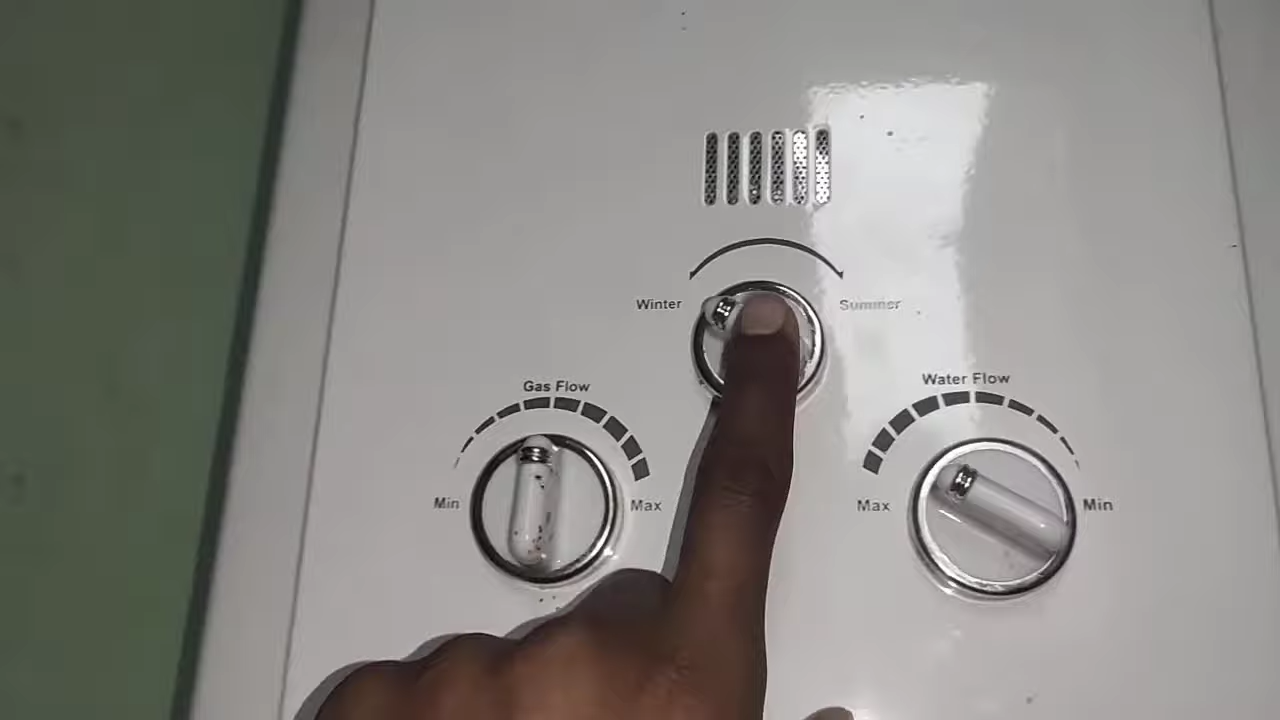 Winter
Summer
Gas Flow
Water Flow
Min
Max
Max
Min